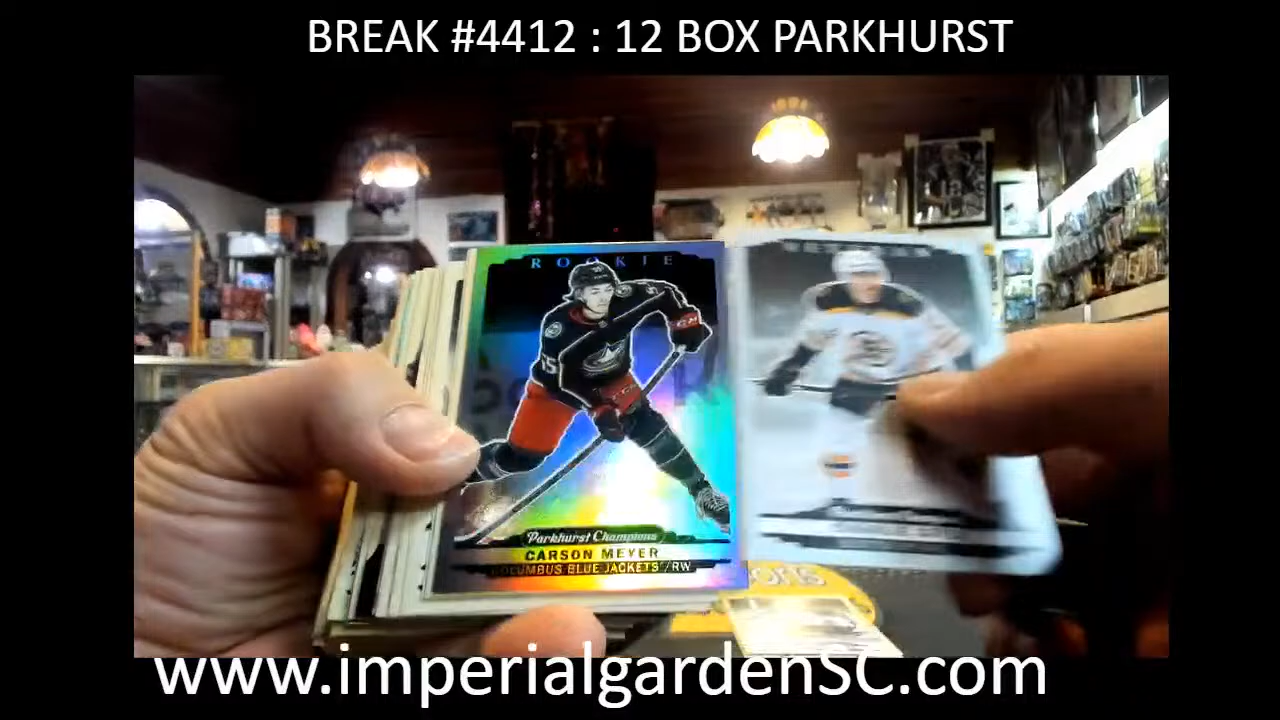 BREAK #4412 : 12 BOX PARKHURST
ROOKIE
Parkhurst Champions
CARSON MEYER
COLUMBUS BLUE JACKETS / RW
www.imperialgardenSC.com